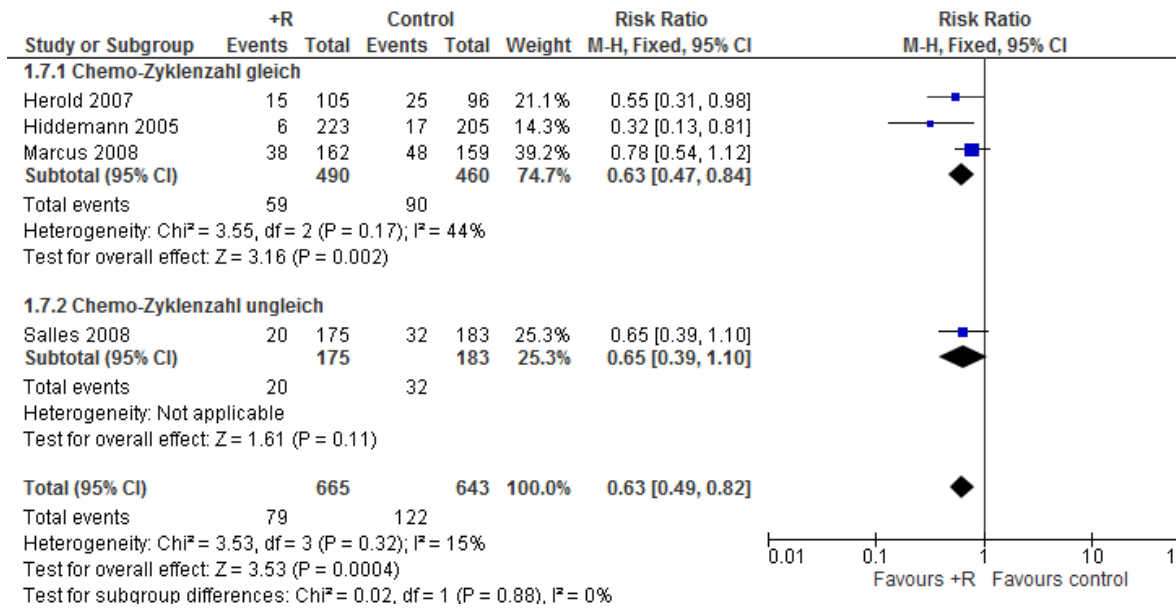 +R Control Risk Ratio Risk Ratio
Study or Subgroup Events Total Events Total Weight M-H, Fixed, 95% CI M-H, Fixed, 95% CI
1.7.1 Chemo-Zyklenzahl gleich
Herold 2007 15 105 25 96 21.1% 0.55 [0.31, 0.98]
Hiddemann 2005 6 223 17 205 14.3% 0.32 [0.13, 0.81]
Marcus 2008 38 162 48 159 39.2% 0.78 [0.54, 1.12]
Subtotal (95% CI) 490 460 74.7% 0.63 [0.47, 0.84]
Total events 59 90
Heterogeneity: Chi² = 3.55, df = 2 (P = 0.17); I² = 44%
Test for overall effect: Z = 3.16 (P = 0.002)
1.7.2 Chemo-Zyklenzahl ungleich
Salles 2008 20 175 32 183 25.3% 0.65 [0.39, 1.10]
Subtotal (95% CI) 175 183 25.3% 0.65 [0.39, 1.10]
Total events 20 32
Heterogeneity: Not applicable
Test for overall effect: Z = 1.61 (P = 0.11)
Total (95% CI) 665 643 100.0% 0.63 [0.49, 0.82]
Total events 79 122
Heterogeneity: Chi² = 3.53, df = 3 (P = 0.32); I² = 15%
Test for overall effect: Z = 3.53 (P = 0.0004)
Test for subgroup differences: Chi² = 0.02, df = 1 (P = 0.88), I² = 0%
0.01 0.1 1 10 1
Favours +R Favours control